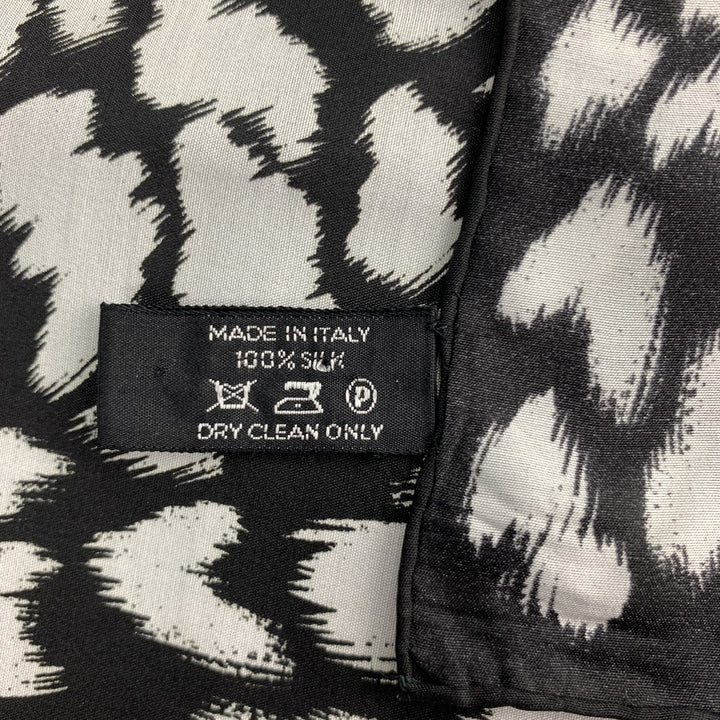 MADE IN ITALY
100% SILK
P
DRY CLEAN ONLY